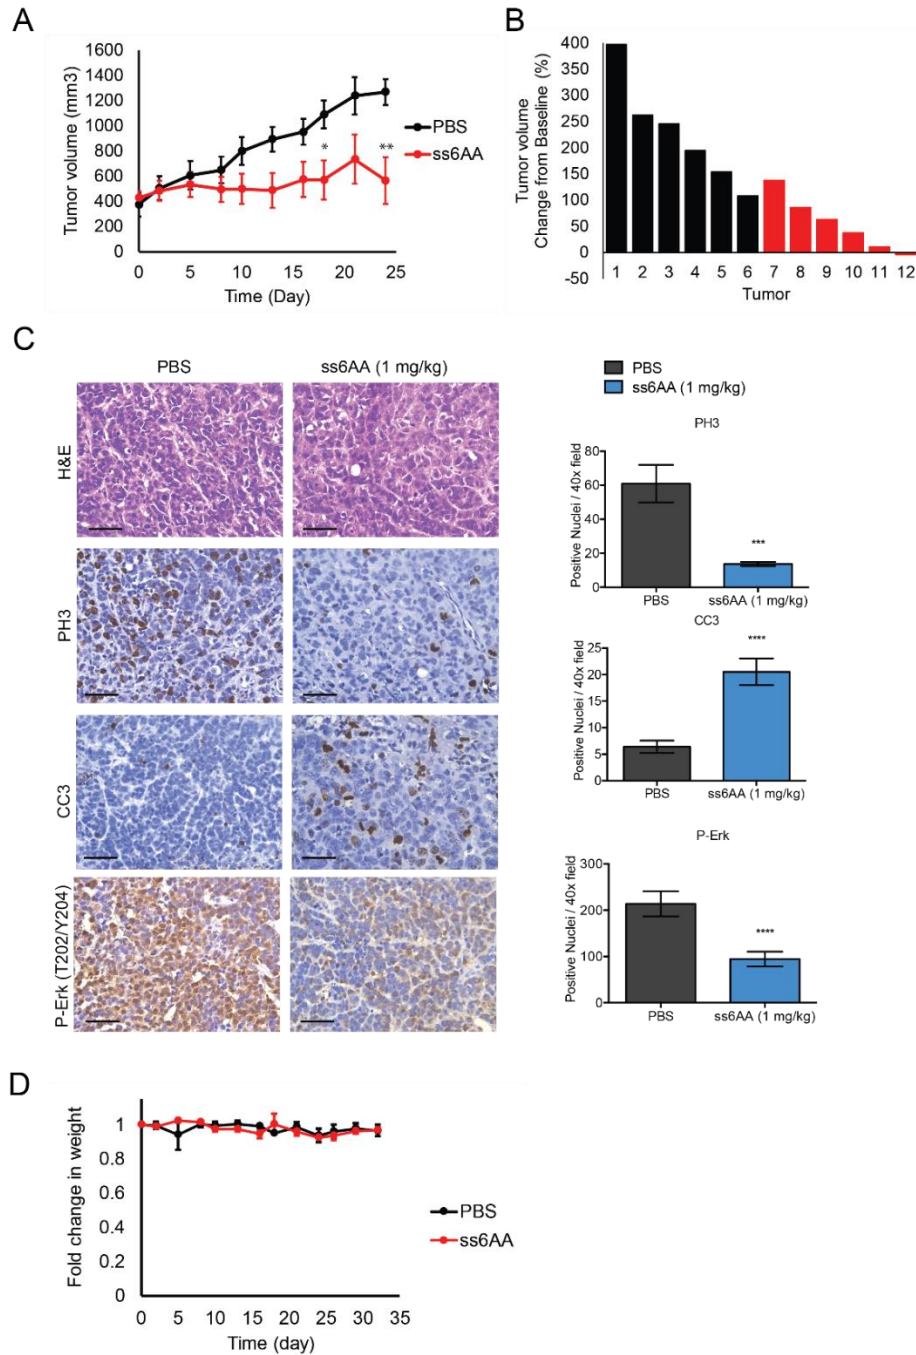 A
1600
1400
1200
1000
800
600
400
200
0
Tumor volume (mm3)
0 5 10 15 20 25
Time (Day)
PBS
ss6AA
*
**
B
400
350
300
250
200
150
100
50
0
-50
Tumor volume
Change from Baseline (%)
1 2 3 4 5 6 7 8 9 10 11 12
Tumor
C
PBS ss6AA (1 mg/kg)
H&E
PH3
CC3
P-Erk (T202/Y204)
PBS
ss6AA (1 mg/kg)
PH3
80
60
40
20
0
Positive Nuclei / 40x field
***
PBS ss6AA (1 mg/kg)
CC3
25
20
15
10
5
0
Positive Nuclei / 40x field
****
PBS ss6AA (1 mg/kg)
P-Erk
300
200
100
0
Positive Nuclei / 40x field
****
PBS ss6AA (1 mg/kg)
D
1
0.8
0.6
0.4
0.2
0
Fold change in weight
0 5 10 15 20 25 30 35
Time (day)
PBS
ss6AA